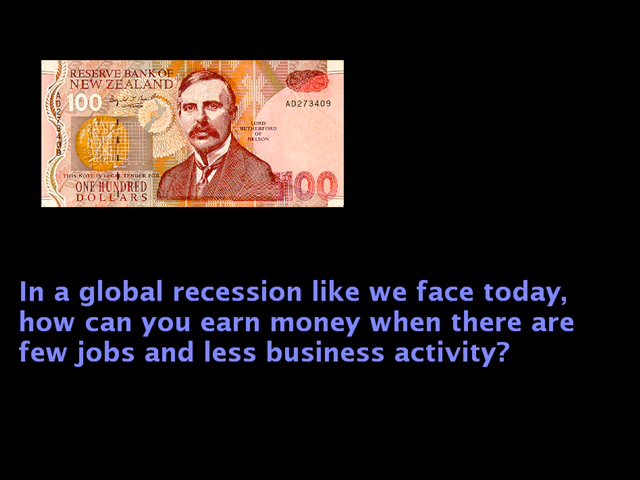 RESERVE BANK OF
NEW ZEALAND
100
AD273409
LORD
RUTHERFORD
OF
NELSON
THIS NOTE IS LEGAL TENDER FOR
ONE HUNDRED
DOLLARS
100
In a global recession like we face today,
how can you earn money when there are
few jobs and less business activity?